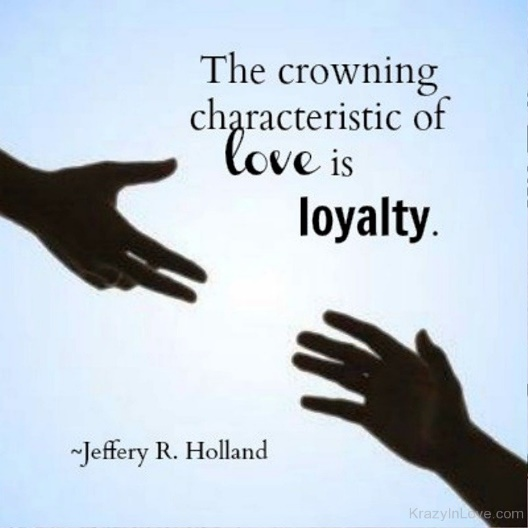 The crowning
characteristic of
love is
loyalty.
~Jeffery R. Holland
KrazyInLove.com